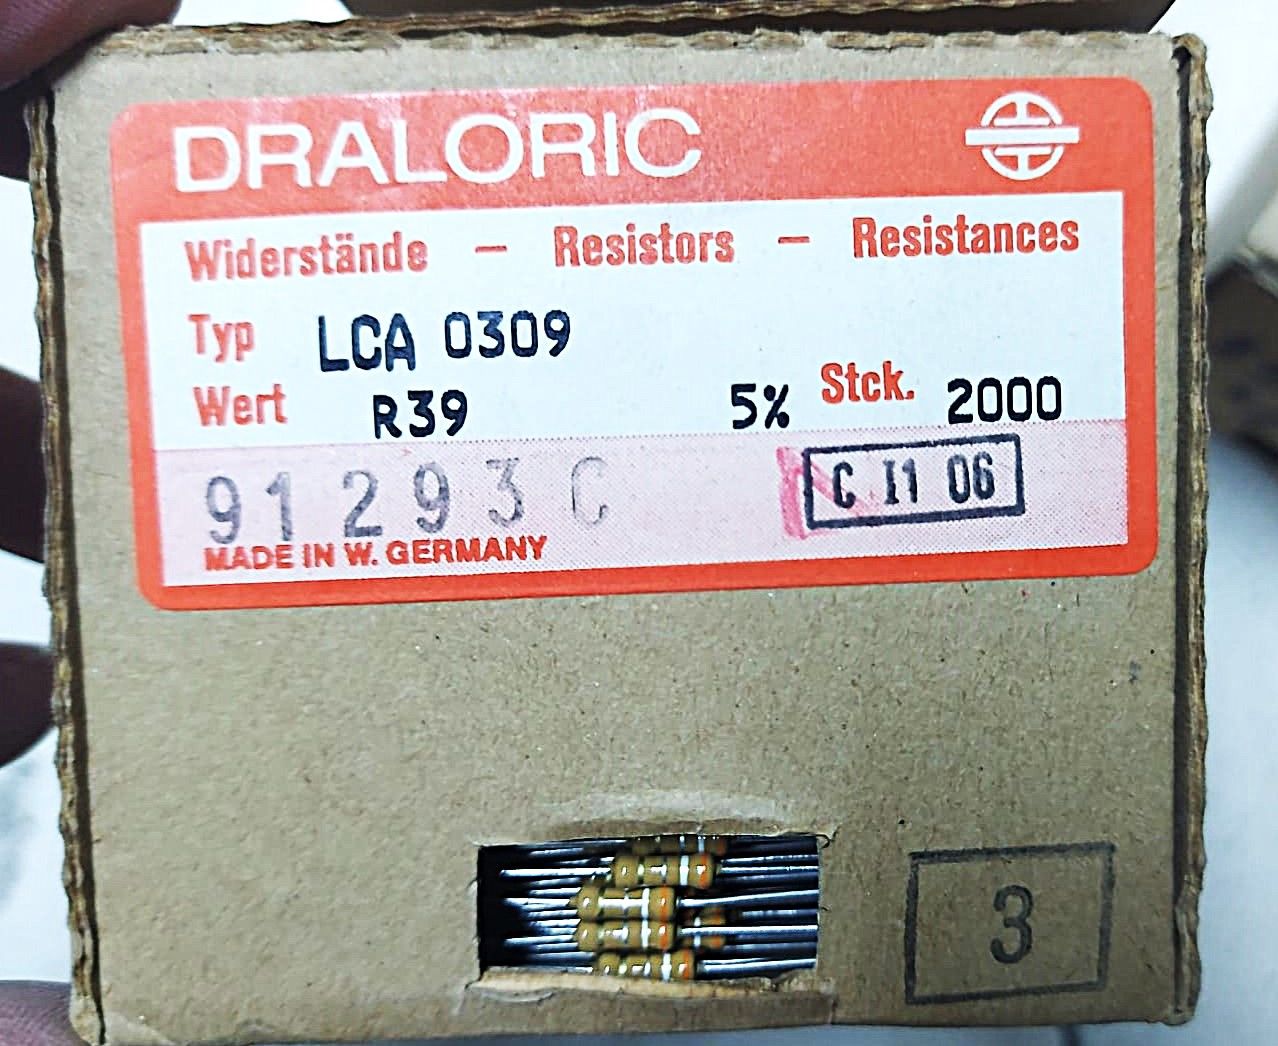 DRALORIC
Widerstände – Resistors – Resistances
Typ LCA 0309
Wert R39 5% Stck. 2000
91293C C I1 06
MADE IN W. GERMANY
3